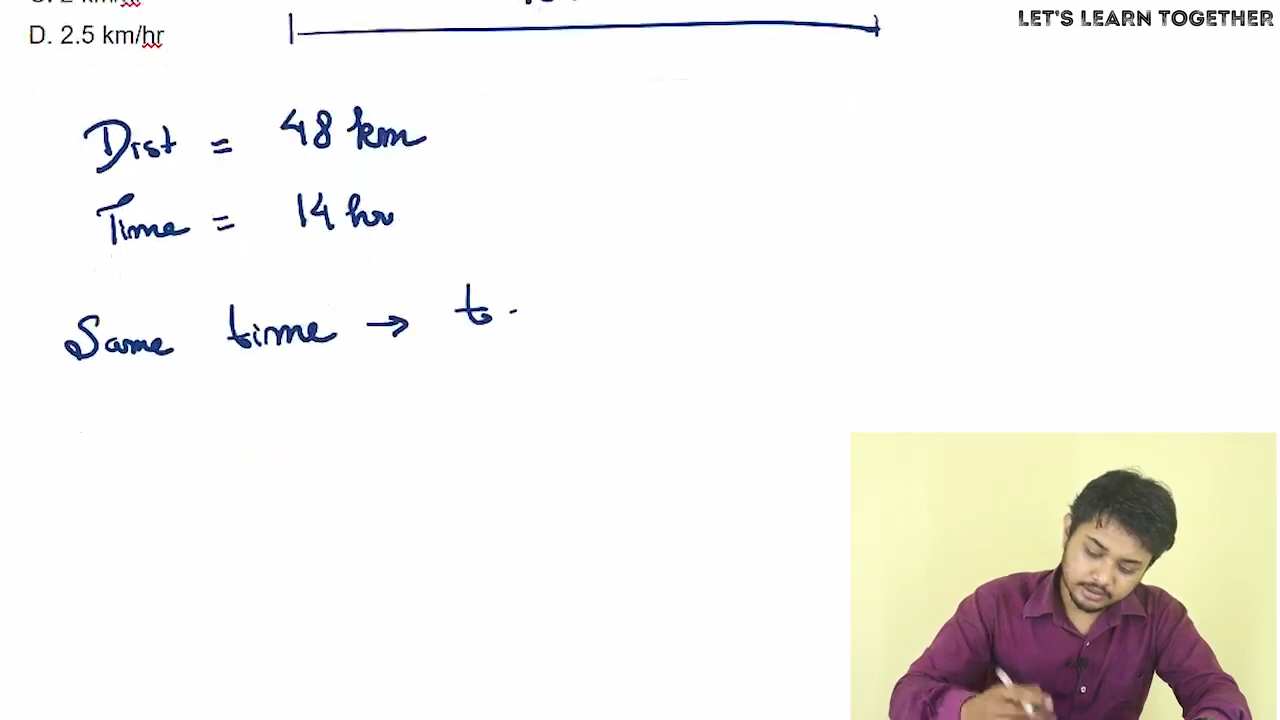 LET'S LEARN TOGETHER
D. 2.5 km/hr
Dist = 48 km
Time = 14 hr
Same time → t